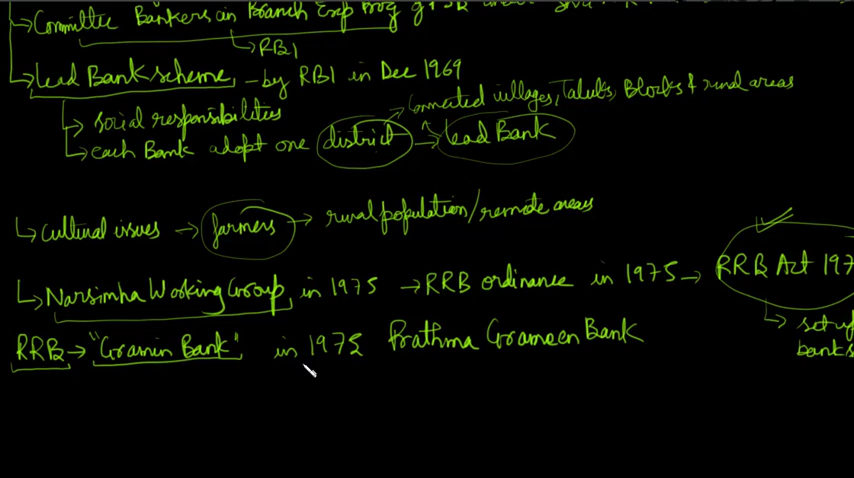 → Committee Bankers on Branch Exp Prog
→ RBI
→ Lead Bank scheme, - by RBI in Dec 1969
→ social responsibilities
→ connected villages, Taluks, Blocks & rural areas
→ each Bank adopt one district → Lead Bank
→ cultural issues → farmers → rural population/remote areas
→ Narsimha Working Group, in 1975 → RRB ordinance in 1975 → RRB Act 197
→ set up banks
RRB → "Gramin Bank" in 1975 Prathma Grameen Bank